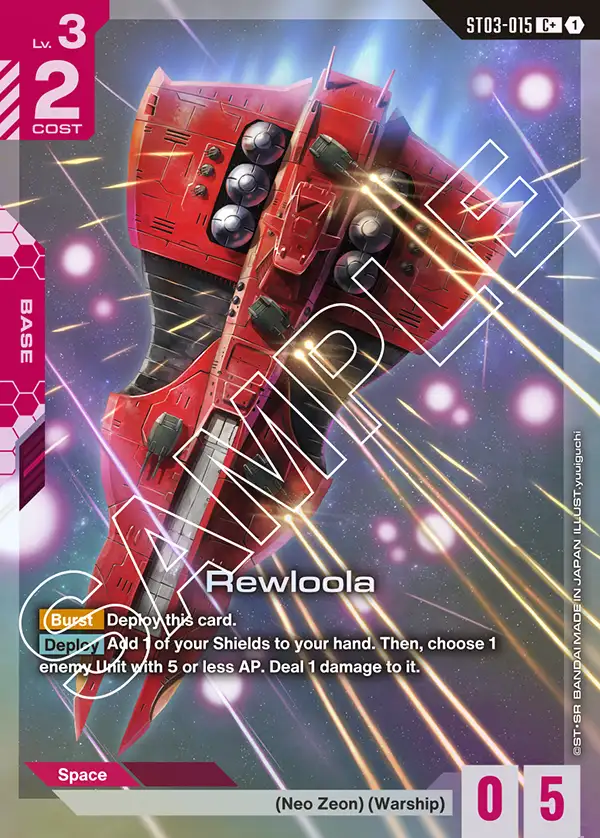 Lv. 3
ST03-015 C+ 1
2
COST
BASE
SAMPLE
Rewloola
Burst Deploy this card.
Deploy Add 1 of your Shields to your hand. Then, choose 1
enemy Unit with 5 or less AP. Deal 1 damage to it.
Space
(Neo Zeon) (Warship)
0 5
©ST・SR BANDAI MADE IN JAPAN ILLUST.yuuiguchi